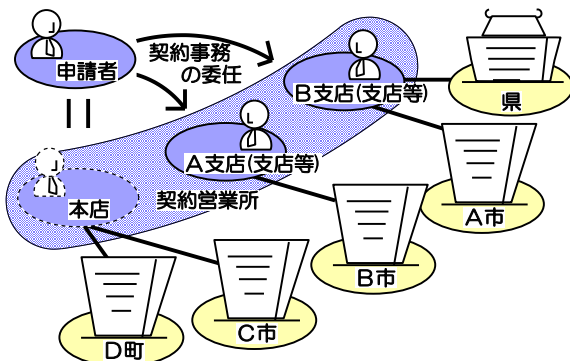 申請者
契約事務
の委任
B支店(支店等)
県
A支店(支店等)
A市
契約営業所
本店
B市
C市
D町